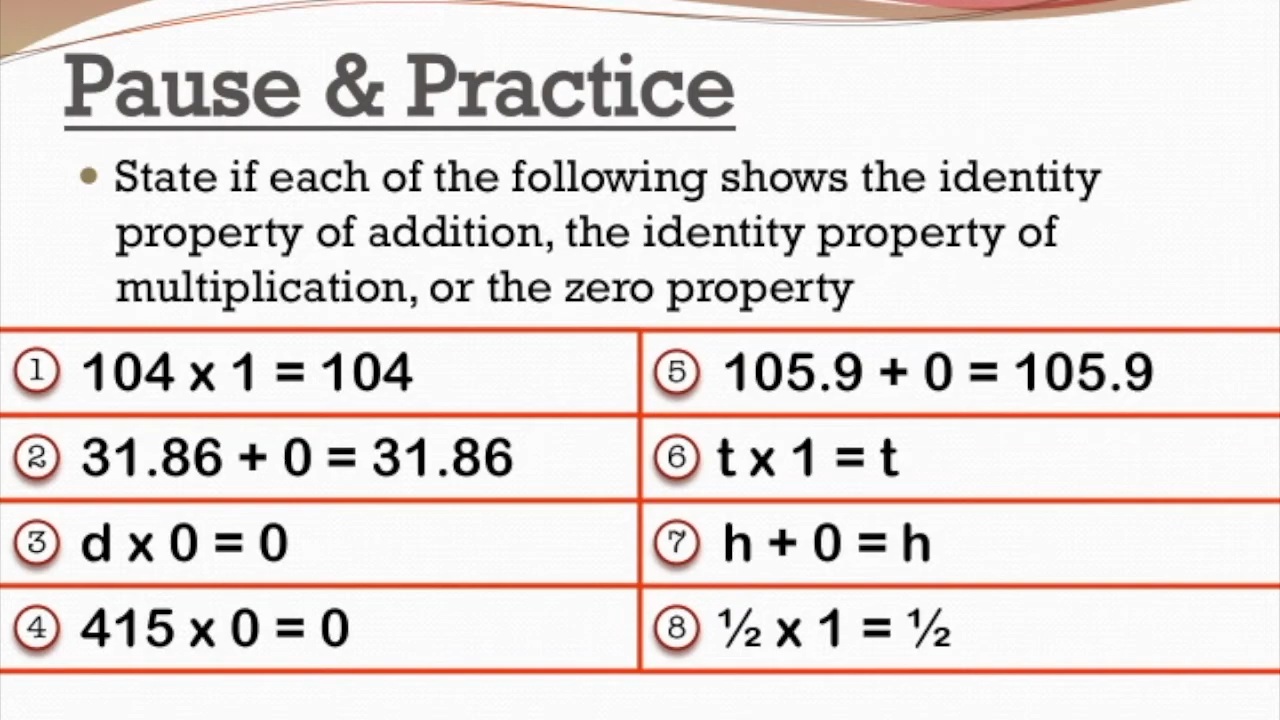 Pause & Practice
• State if each of the following shows the identity
property of addition, the identity property of
multiplication, or the zero property
1 104 x 1 = 104
2 31.86 + 0 = 31.86
3 d x 0 = 0
4 415 x 0 = 0
5 105.9 + 0 = 105.9
6 t x 1 = t
7 h + 0 = h
8 ½ x 1 = ½